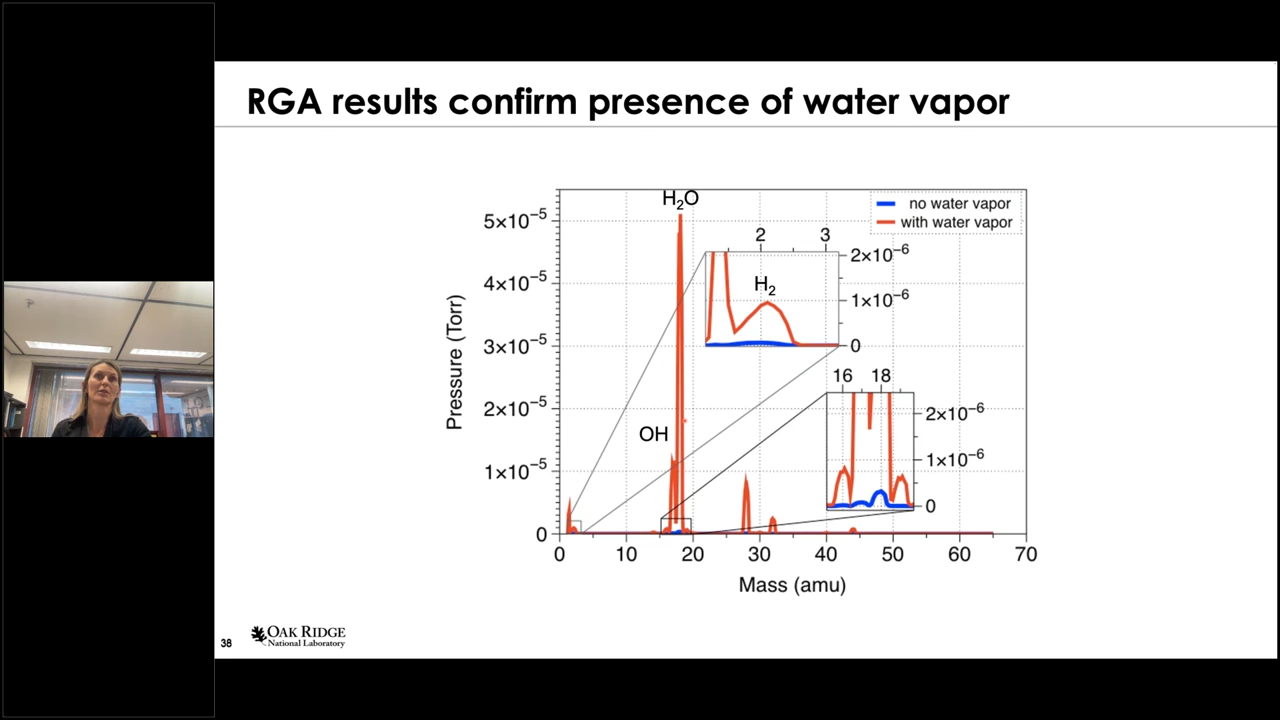 RGA results confirm presence of water vapor
H₂O
no water vapor
with water vapor
5×10⁻⁵
4×10⁻⁵
3×10⁻⁵
2×10⁻⁵
1×10⁻⁵
0
Pressure (Torr)
2 3
2×10⁻⁶
H₂
1×10⁻⁶
0
16 18
2×10⁻⁶
1×10⁻⁶
0
OH
0 10 20 30 40 50 60 70
Mass (amu)
38
OAK RIDGE
National Laboratory